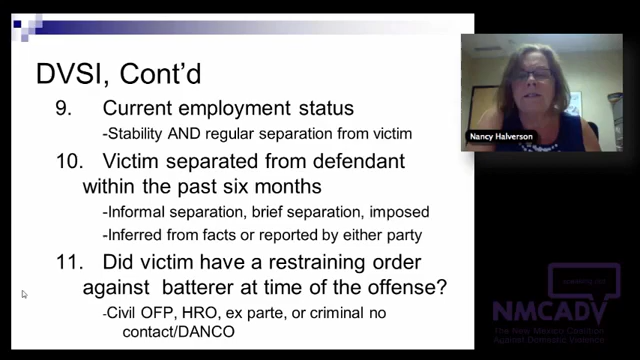 DVSI, Cont'd
9. Current employment status
-Stability AND regular separation from victim
10. Victim separated from defendant
within the past six months
-Informal separation, brief separation, imposed
-Inferred from facts or reported by either party
11. Did victim have a restraining order
against batterer at time of the offense?
-Civil OFP, HRO, ex parte, or criminal no
contact/DANCO
Nancy Halverson
NMCADV
The New Mexico Coalition
Against Domestic Violence